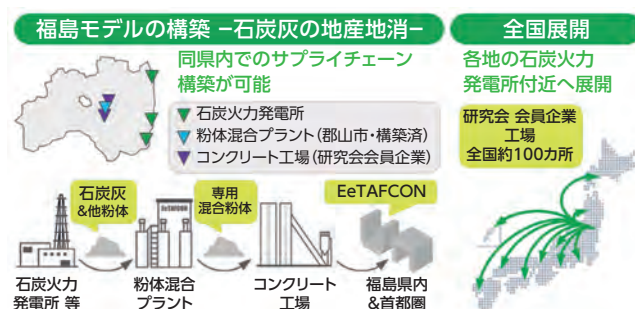 福島モデルの構築 −石炭灰の地産地消−
同県内でのサプライチェーン
構築が可能
▼石炭火力発電所
▼粉体混合プラント(郡山市・構築済)
▼コンクリート工場(研究会会員企業)
石炭灰
&他粉体
専用
混合粉体
EeTAFCON
EeTAFCON
石炭火力
発電所 等
粉体混合
プラント
コンクリート
工場
福島県内
&首都圏
全国展開
各地の石炭火力
発電所付近へ展開
研究会 会員企業
工場
全国約100カ所